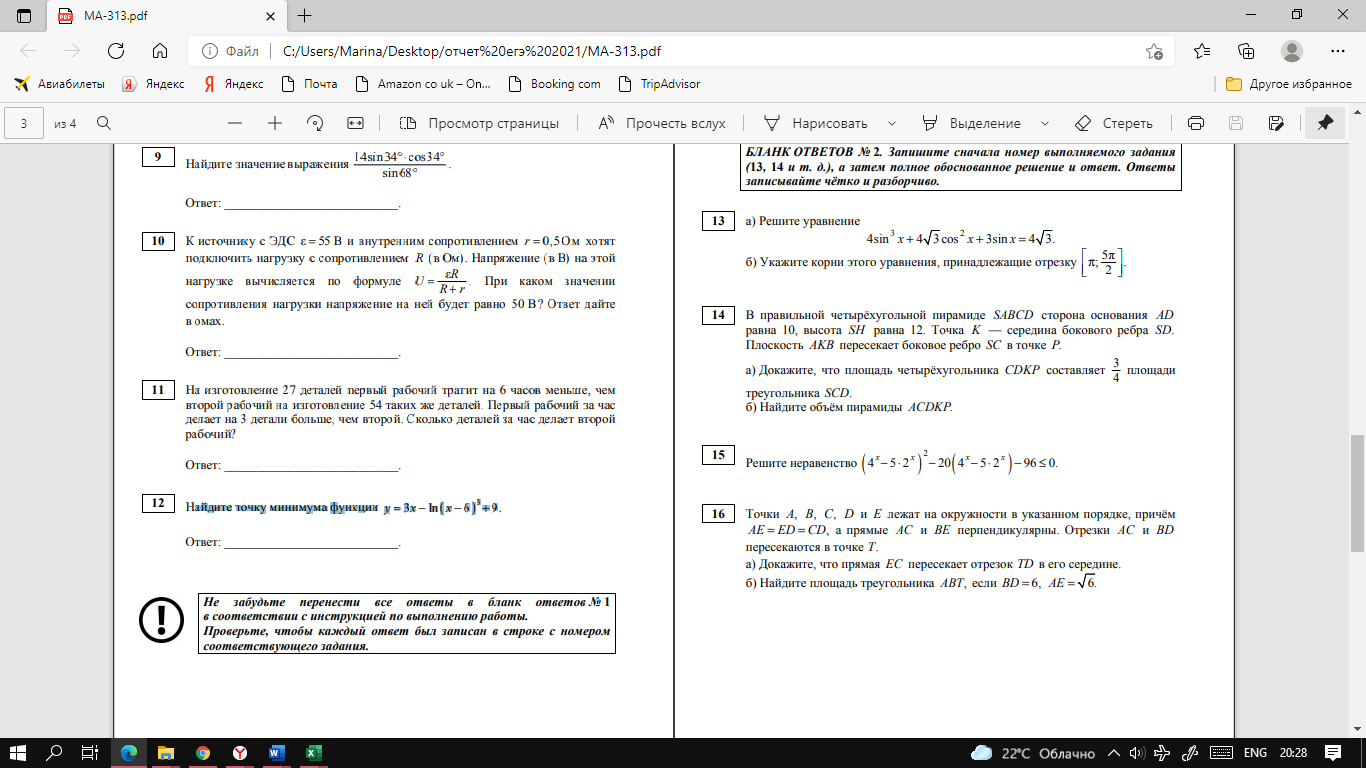 MA-313.pdf
Файл C:/Users/Marina/Desktop/отчет%20егэ%202021/MA-313.pdf
Авиабилеты Яндекс Яндекс Почта Amazon co uk – On... Booking com TripAdvisor Другое избранное
3 из 4 Просмотр страницы Прочесть вслух Нарисовать Выделение Стереть
9 Найдите значение выражения 14sin34°·cos34° / sin68°.
Ответ: ___________________________.
10 К источнику с ЭДС ε = 55 В и внутренним сопротивлением r = 0,5 Ом хотят
подключить нагрузку с сопротивлением R (в Ом). Напряжение (в В) на этой
нагрузке вычисляется по формуле U = εR / (R + r). При каком значении
сопротивления нагрузки напряжение на ней будет равно 50 В? Ответ дайте
в омах.
Ответ: ___________________________.
11 На изготовление 27 деталей первый рабочий тратит на 6 часов меньше, чем
второй рабочий на изготовление 54 таких же деталей. Первый рабочий за час
делает на 3 детали больше, чем второй. Сколько деталей за час делает второй
рабочий?
Ответ: ___________________________.
12 Найдите точку минимума функции y = 3x − ln(x − 6)³ + 9.
Ответ: ___________________________.
! Не забудьте перенести все ответы в бланк ответов № 1
в соответствии с инструкцией по выполнению работы.
Проверьте, чтобы каждый ответ был записан в строке с номером
соответствующего задания.
БЛАНК ОТВЕТОВ № 2. Запишите сначала номер выполняемого задания
(13, 14 и т. д.), а затем полное обоснованное решение и ответ. Ответы
записывайте чётко и разборчиво.
13 а) Решите уравнение
4sin³ x + 4√3 cos² x + 3sin x = 4√3.
б) Укажите корни этого уравнения, принадлежащие отрезку [π; 5π/2].
14 В правильной четырёхугольной пирамиде SABCD сторона основания AD
равна 10, высота SH равна 12. Точка K — середина бокового ребра SD.
Плоскость AKB пересекает боковое ребро SC в точке P.
а) Докажите, что площадь четырёхугольника CDKP составляет 3/4 площади
треугольника SCD.
б) Найдите объём пирамиды ACDKP.
15 Решите неравенство (4ˣ − 5·2ˣ)² − 20(4ˣ − 5·2ˣ) − 96 ≤ 0.
16 Точки A, B, C, D и E лежат на окружности в указанном порядке, причём
AE = ED = CD, а прямые AC и BE перпендикулярны. Отрезки AC и BD
пересекаются в точке T.
а) Докажите, что прямая EC пересекает отрезок TD в его середине.
б) Найдите площадь треугольника ABT, если BD = 6, AE = √6.
22°C Облачно ENG 20:28